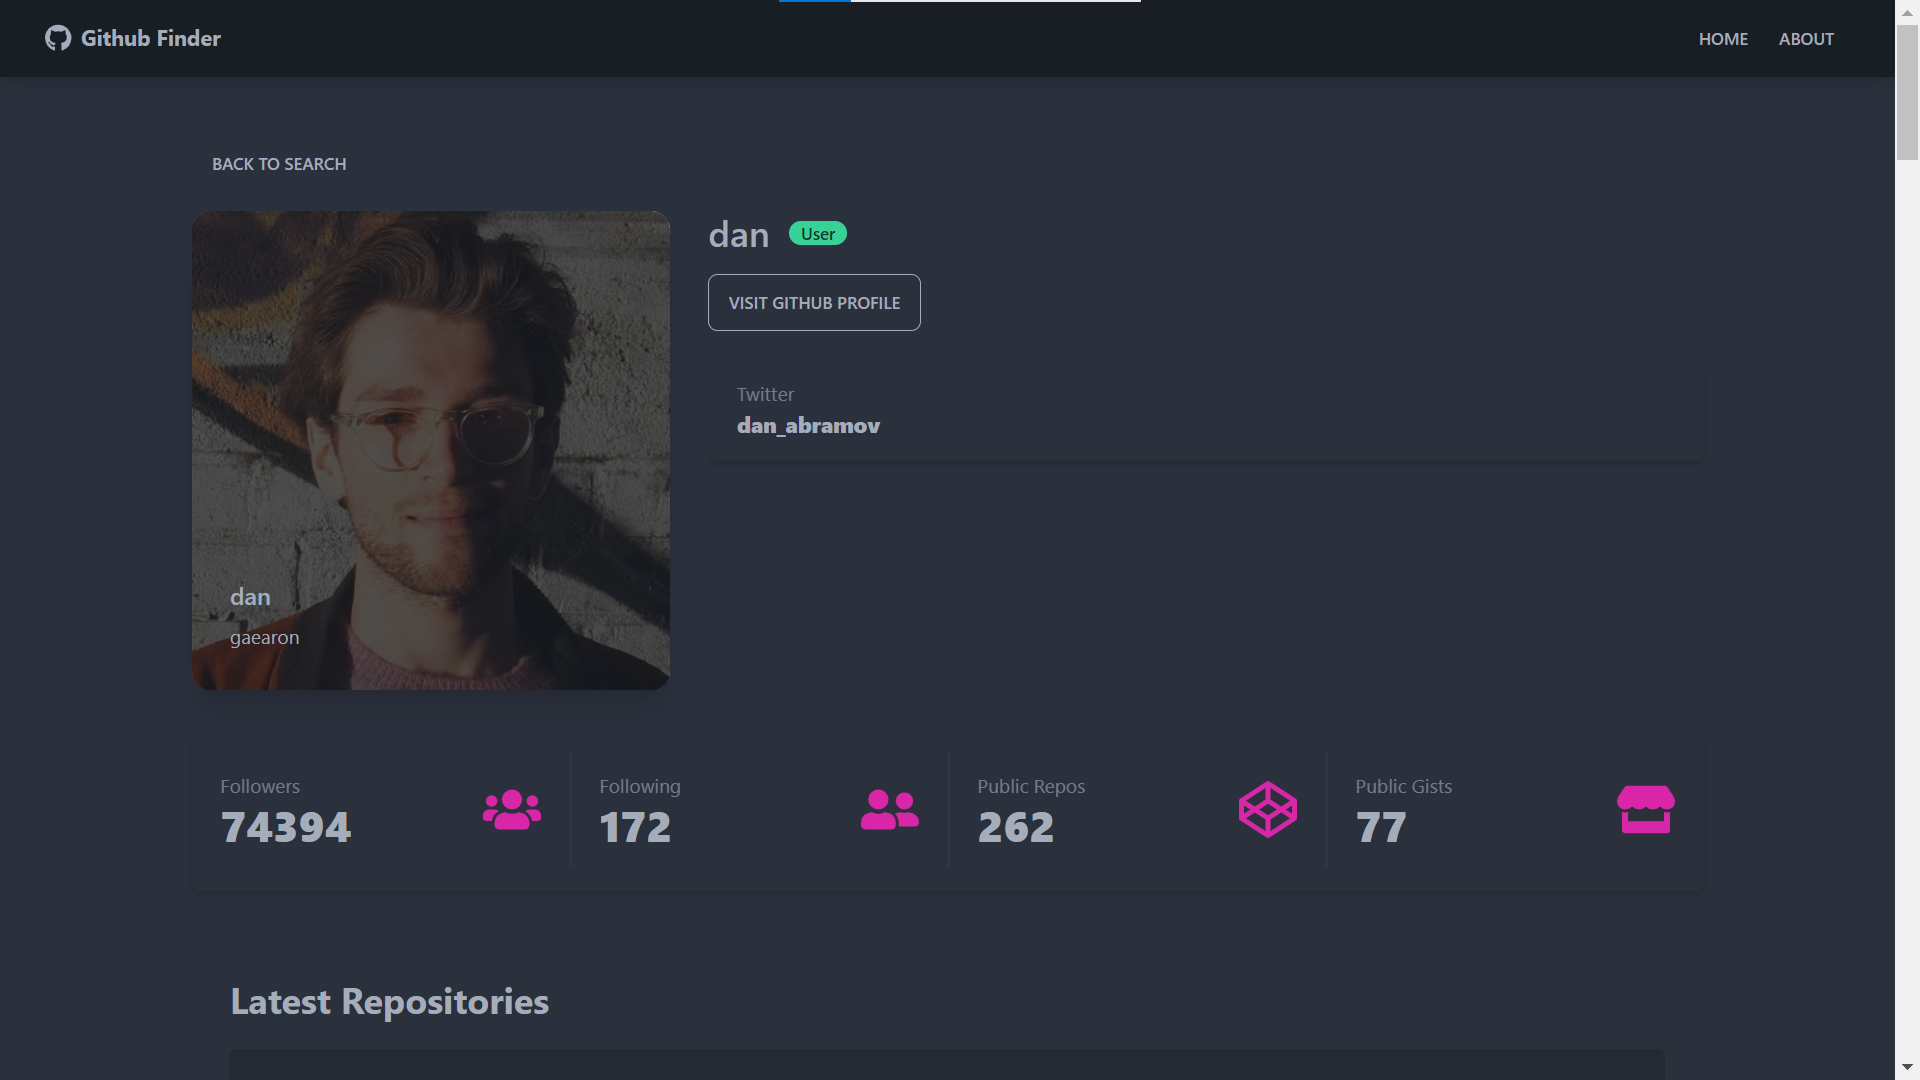 Github Finder
HOME
ABOUT
BACK TO SEARCH
dan
User
VISIT GITHUB PROFILE
Twitter
dan_abramov
dan
gaearon
Followers
74394
Following
172
Public Repos
262
Public Gists
77
Latest Repositories